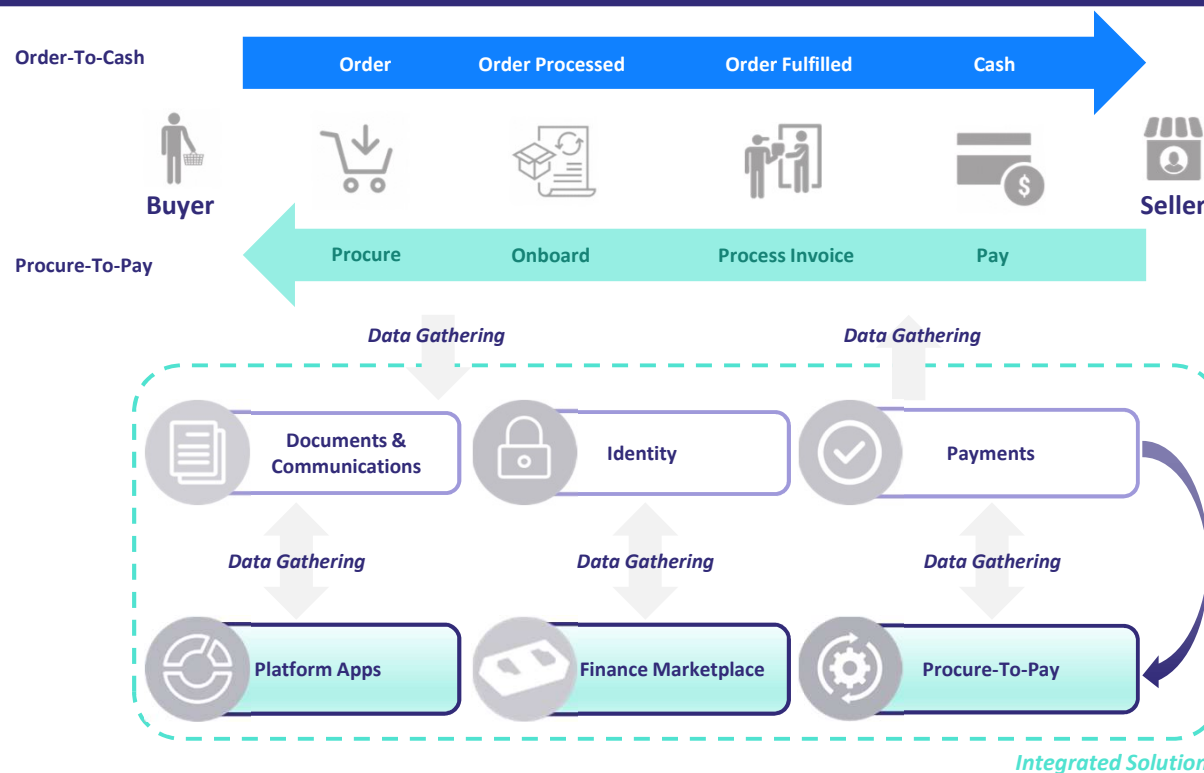 Order-To-Cash
Order
Order Processed
Order Fulfilled
Cash
$
Buyer
Seller
Procure-To-Pay
Procure
Onboard
Process Invoice
Pay
Data Gathering
Data Gathering
Documents &
Communications
Identity
Payments
Data Gathering
Data Gathering
Data Gathering
Platform Apps
Finance Marketplace
Procure-To-Pay
Integrated Solution